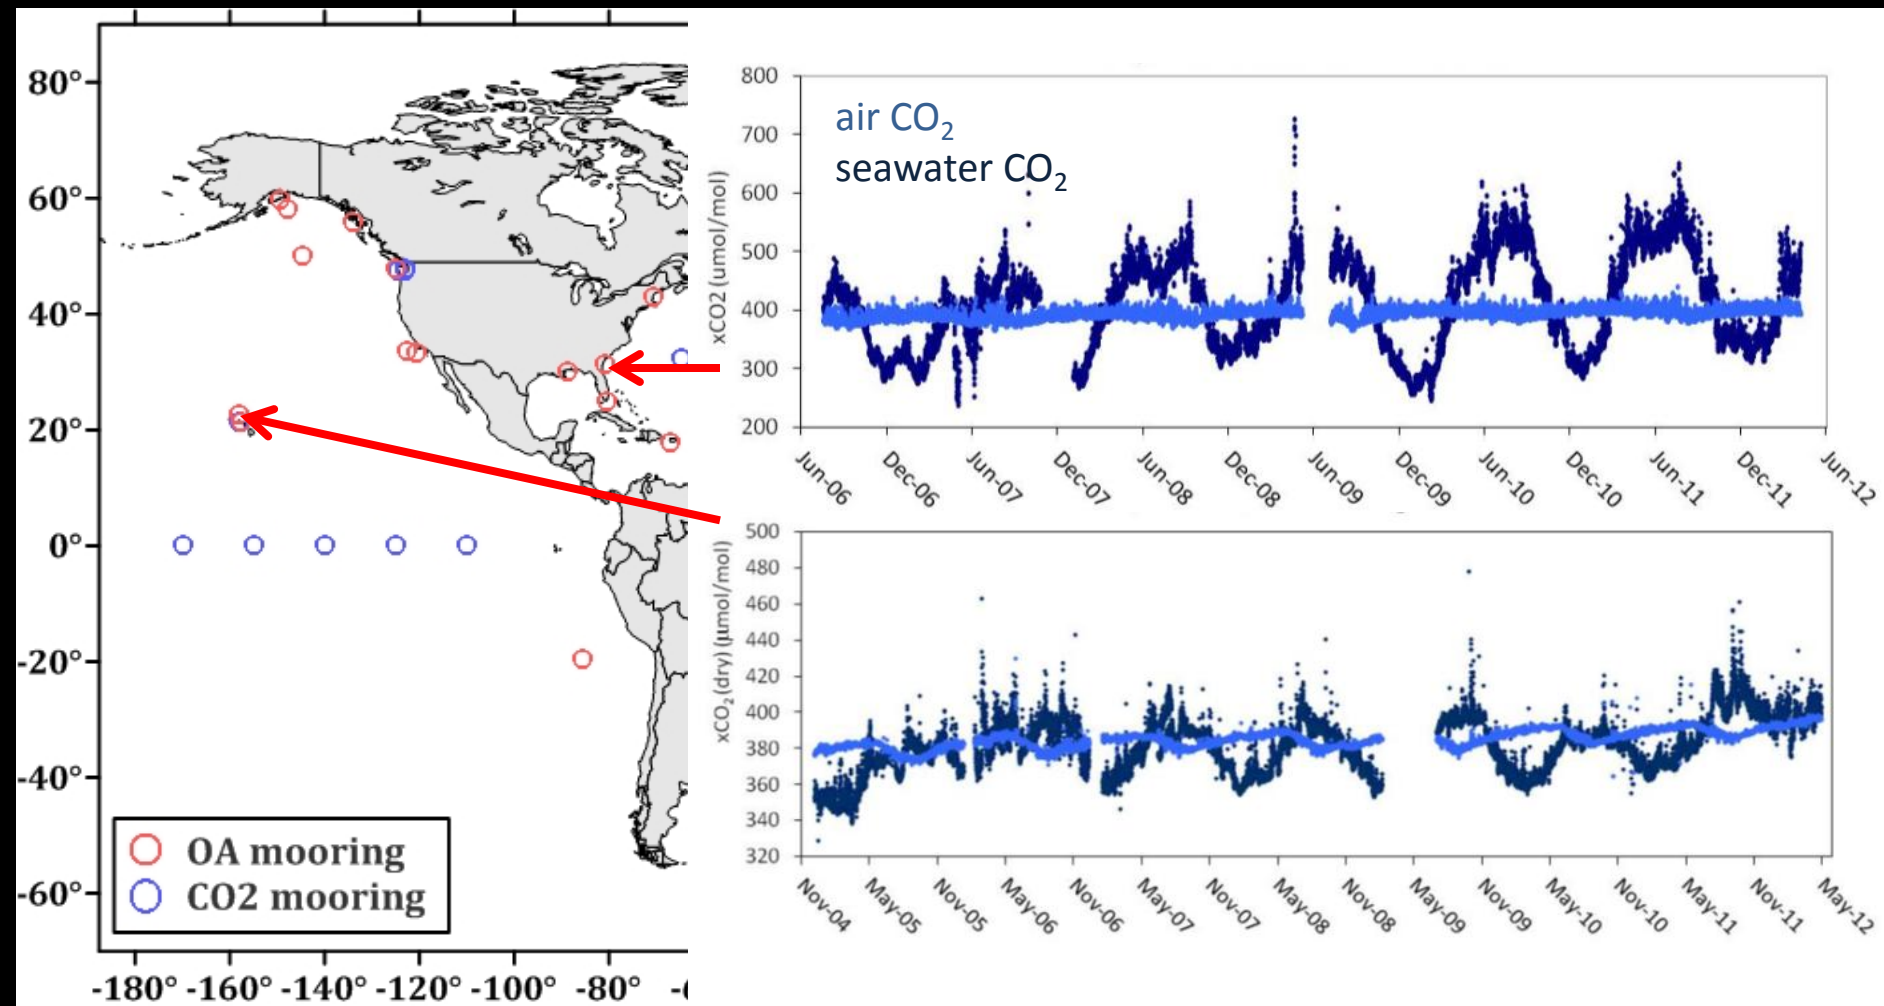 80°
60°
40°
20°
0°
-20°
-40°
-60°
-180° -160° -140° -120° -100° -80°
OA mooring
CO2 mooring
air CO₂
seawater CO₂
xCO2 (umol/mol)
800
700
600
500
400
300
200
Jun-06 Dec-06 Jun-07 Dec-07 Jun-08 Dec-08 Jun-09 Dec-09 Jun-10 Dec-10 Jun-11 Dec-11 Jun-12
xCO₂ (dry) (µmol/mol)
500
480
460
440
420
400
380
360
340
320
Nov-04 May-05 Nov-05 May-06 Nov-06 May-07 Nov-07 May-08 Nov-08 May-09 Nov-09 May-10 Nov-10 May-11 Nov-11 May-12